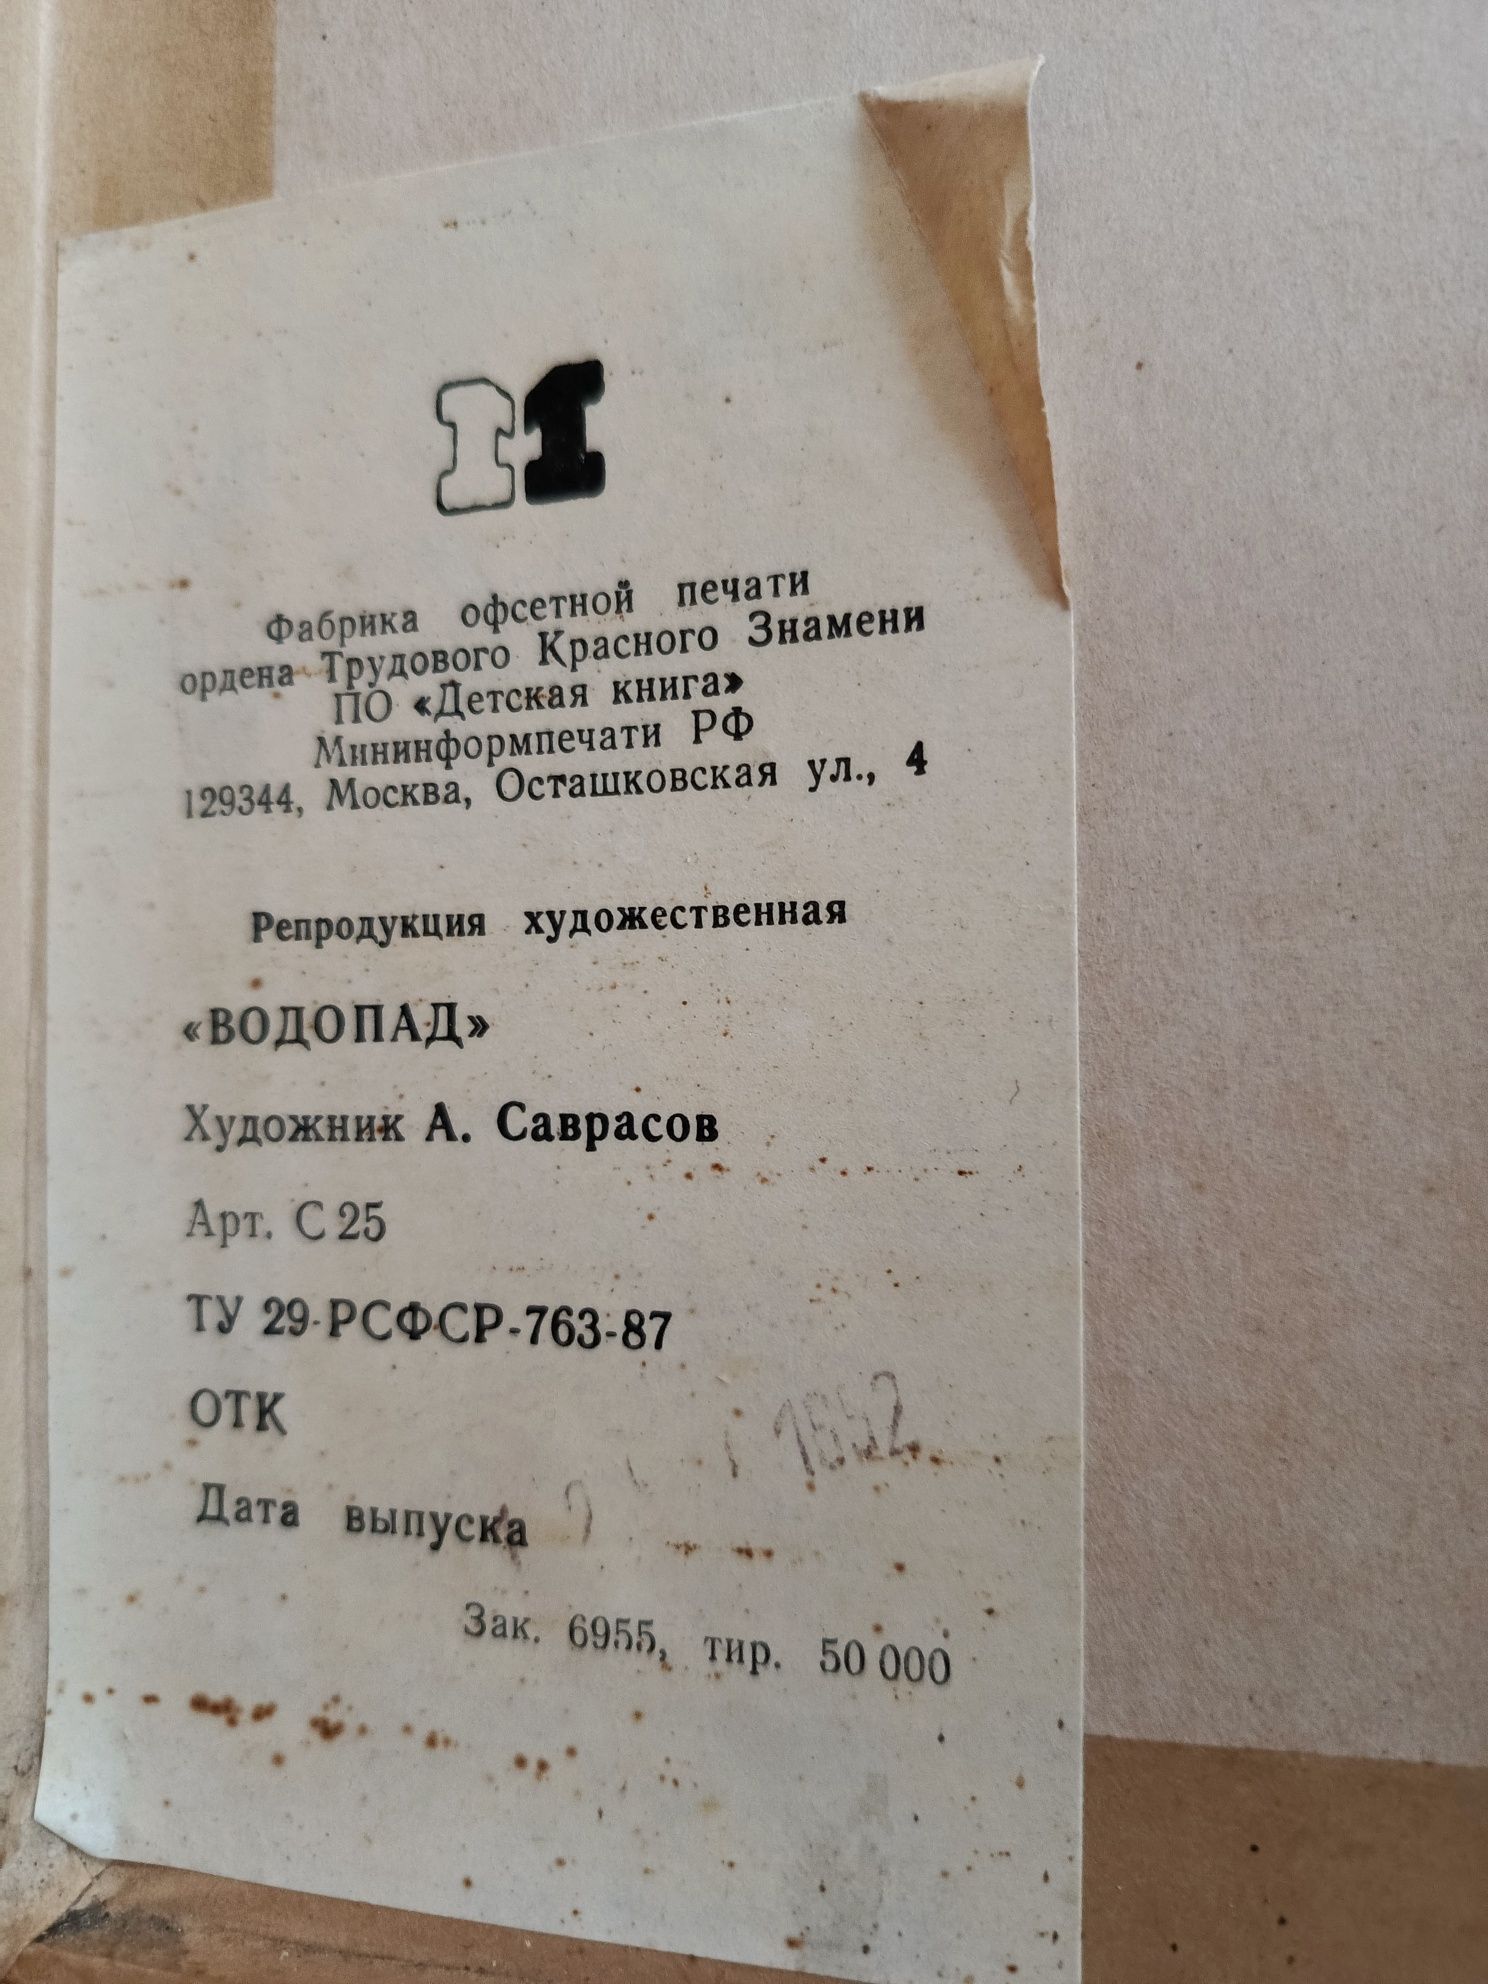 Фабрика офсетной печати
ордена Трудового Красного Знамени
ПО «Детская книга»
Мининформпечати РФ
129344, Москва, Осташковская ул., 4
Репродукция художественная
«ВОДОПАД»
Художник А. Саврасов
Арт. С 25
ТУ 29-РСФСР-763-87
ОТК
Дата выпуска
Зак. 6955, тир. 50 000